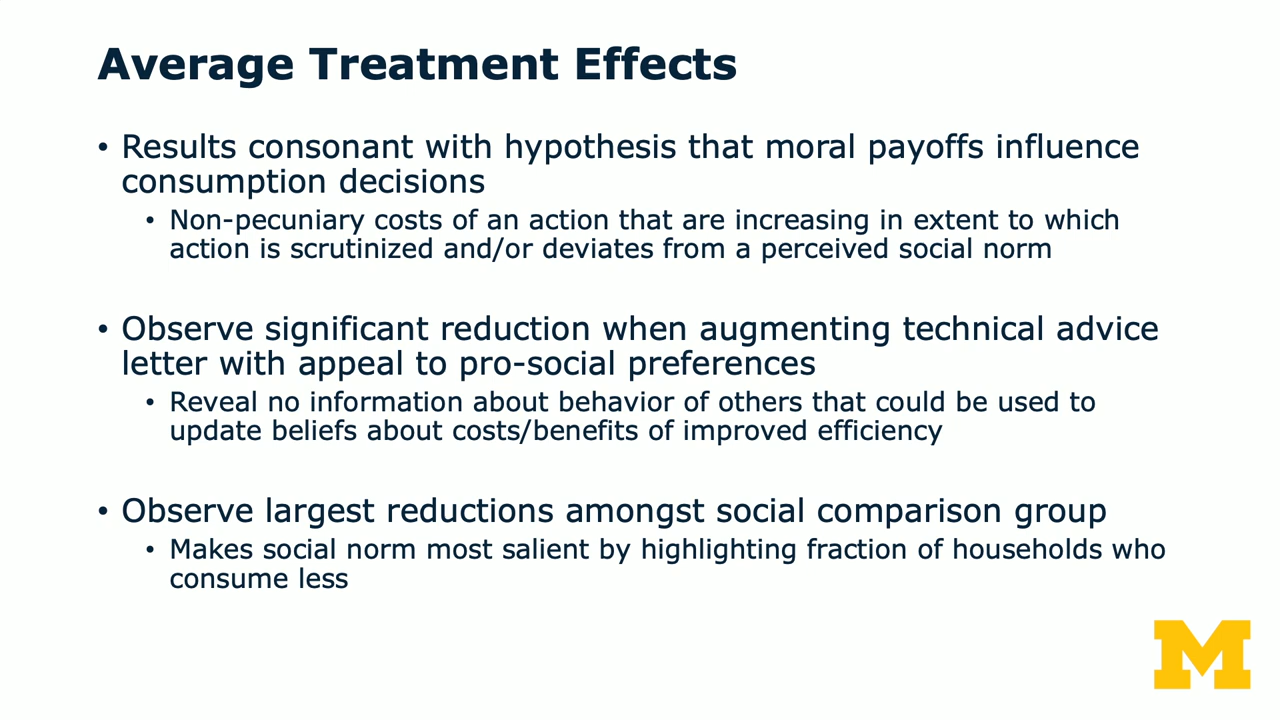 Average Treatment Effects
• Results consonant with hypothesis that moral payoffs influence
consumption decisions
• Non-pecuniary costs of an action that are increasing in extent to which
action is scrutinized and/or deviates from a perceived social norm
• Observe significant reduction when augmenting technical advice
letter with appeal to pro-social preferences
• Reveal no information about behavior of others that could be used to
update beliefs about costs/benefits of improved efficiency
• Observe largest reductions amongst social comparison group
• Makes social norm most salient by highlighting fraction of households who
consume less
M